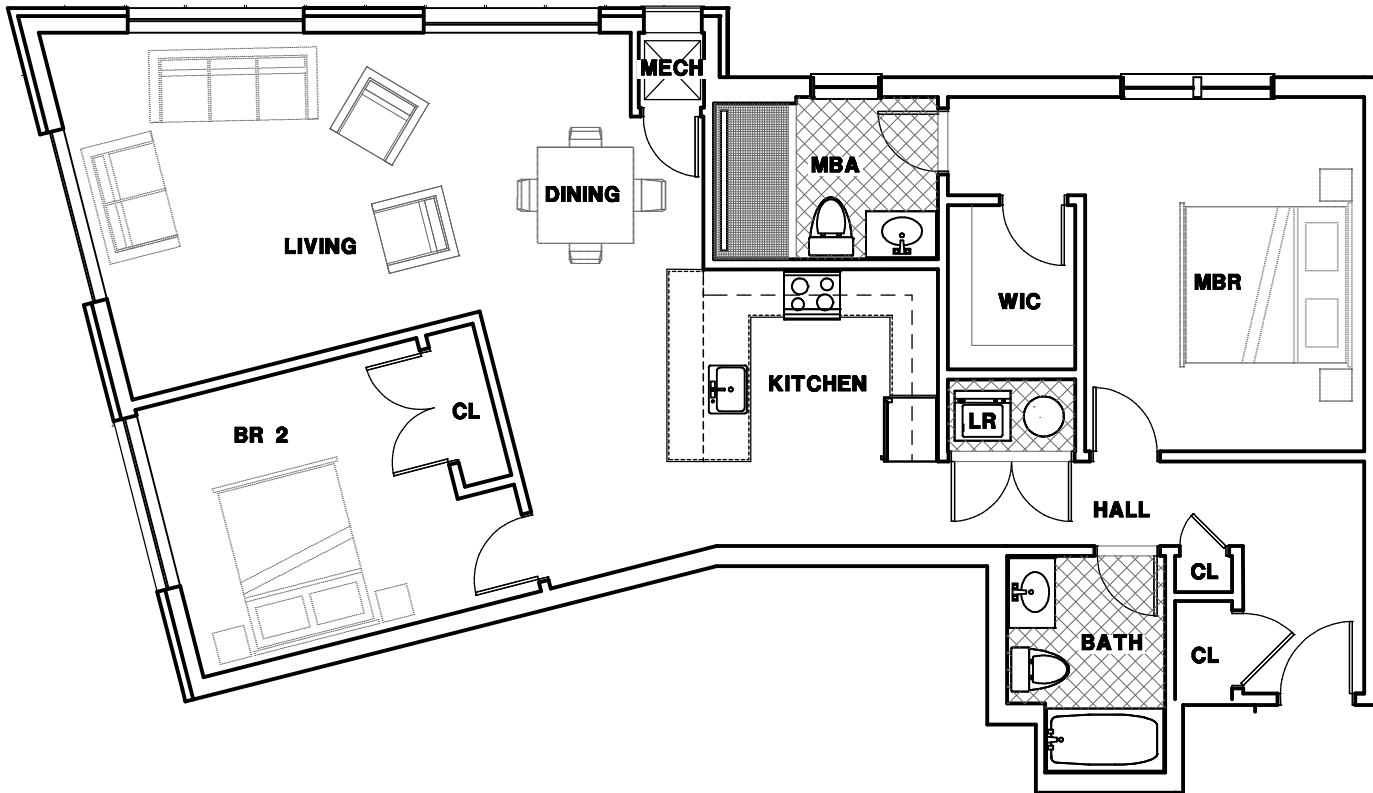 MECH
MBA
DINING
LIVING
MBR
WIC
KITCHEN
CL
LR
BR 2
HALL
CL
BATH
CL